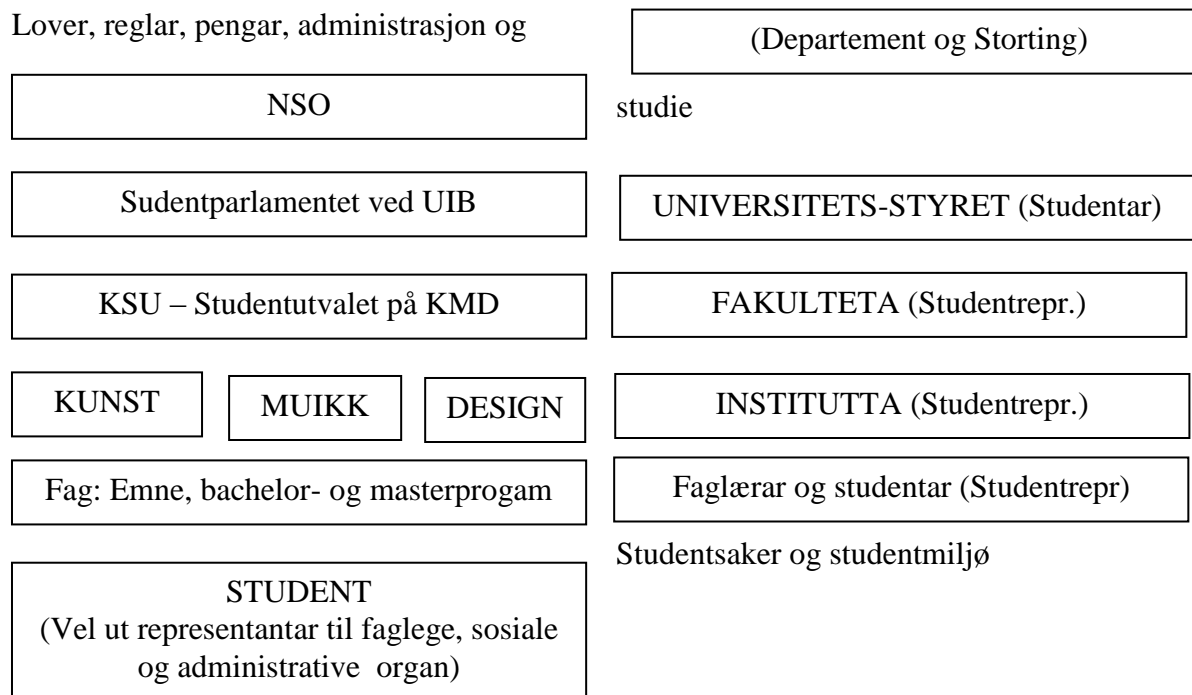 Lover, reglar, pengar, administrasjon og
(Departement og Storting)
NSO
studie
Sudentparlamentet ved UIB
UNIVERSITETS-STYRET (Studentar)
KSU – Studentutvalet på KMD
FAKULTETA (Studentrepr.)
KUNST
MUIKK
DESIGN
INSTITUTTA (Studentrepr.)
Fag: Emne, bachelor- og masterprogam
Faglærar og studentar (Studentrepr)
Studentsaker og studentmiljø
STUDENT
(Vel ut representantar til faglege, sosiale
og administrative organ)